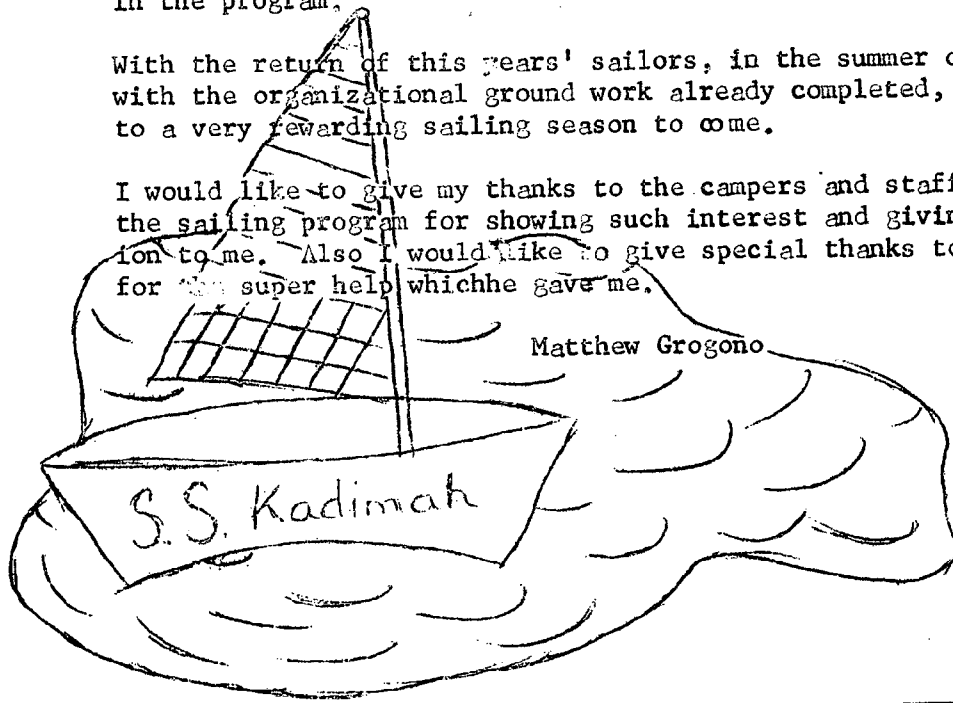 in the program.
With the return of this years' sailors, in the summer
with the organizational ground work already completed,
to a very rewarding sailing season to come.
I would like to give my thanks to the campers and staff
the sailing program for showing such interest and givin
ion to me. Also I would like to give special thanks to
for the super help whichhe gave me.
Matthew Grogono
S.S. Kadimah